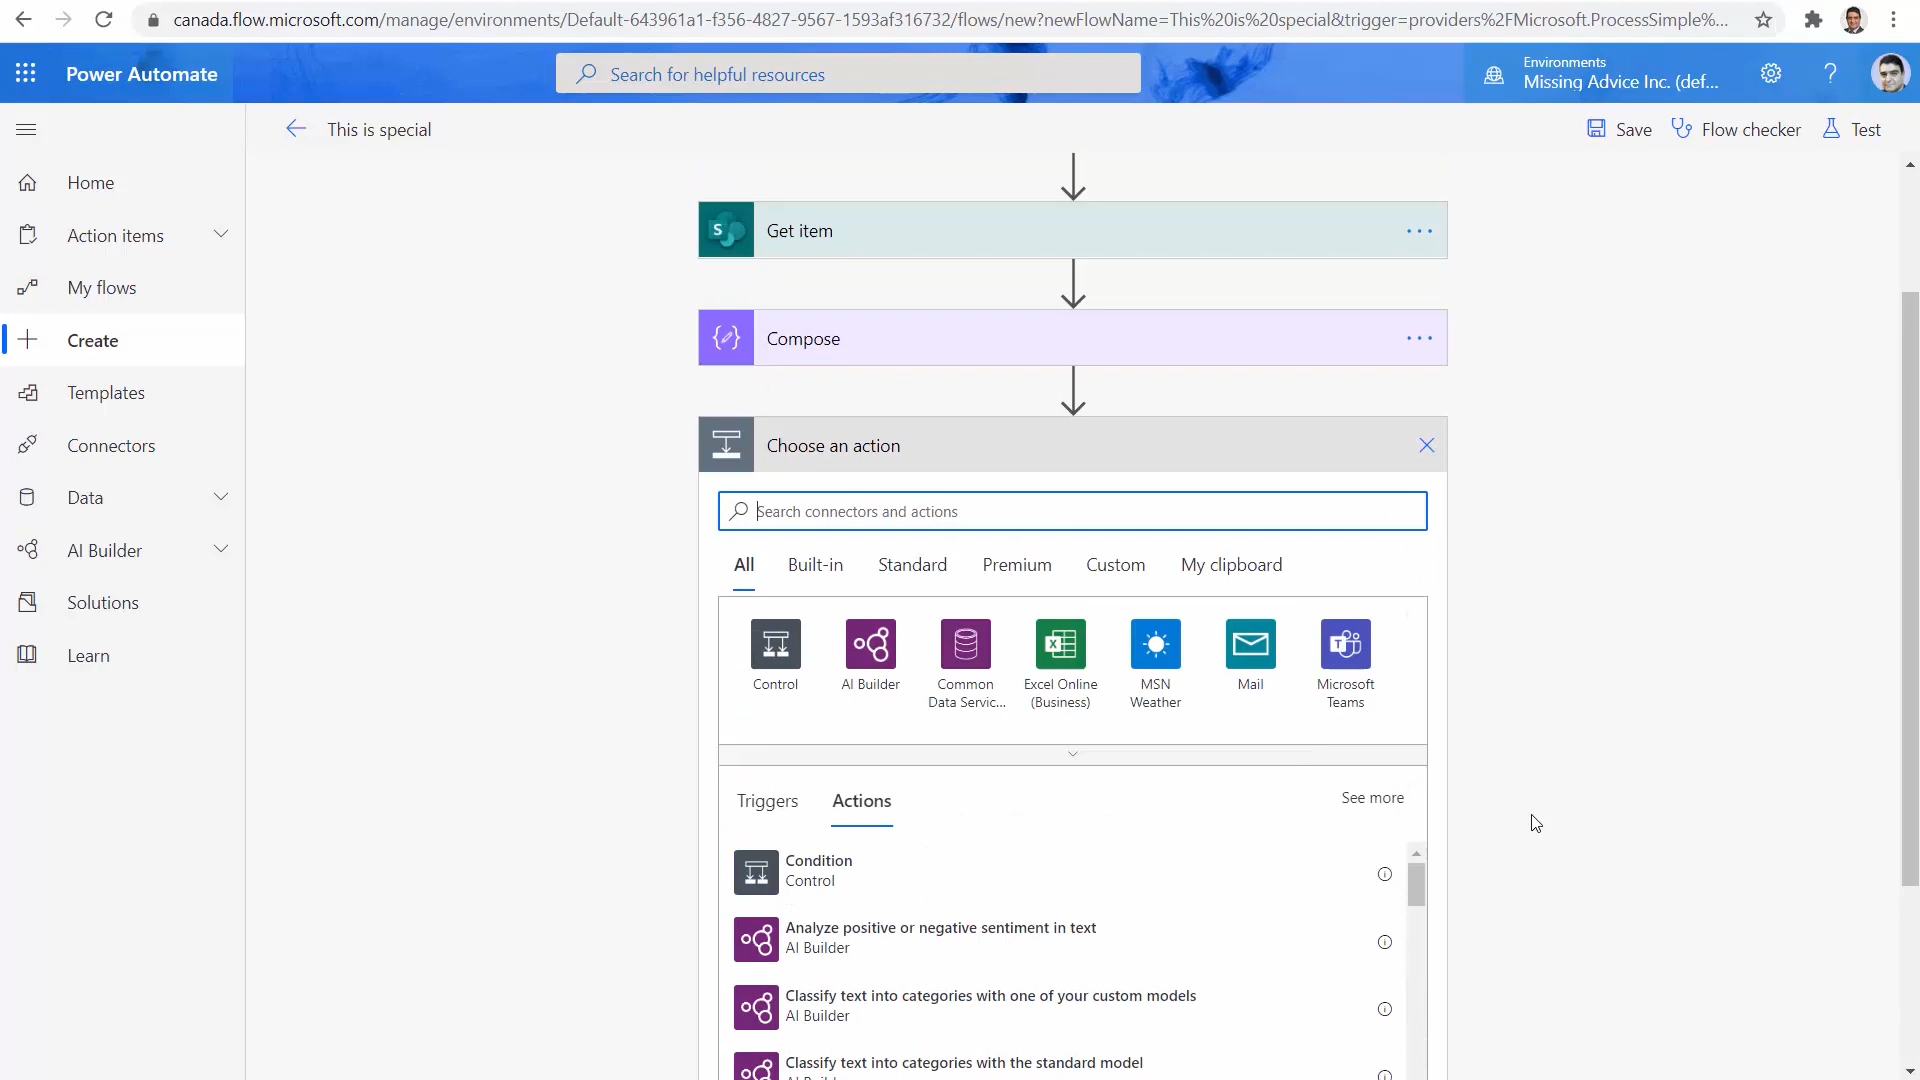 canada.flow.microsoft.com/manage/environments/Default-643961a1-f356-4827-9567-1593af316732/flows/new?newFlowName=This%20is%20special&trigger=providers%2FMicrosoft.ProcessSimple%...
Power Automate
Search for helpful resources
Environments
Missing Advice Inc. (def...
?
This is special
Save
Flow checker
Test
Home
Action items
My flows
Create
Templates
Connectors
Data
AI Builder
Solutions
Learn
S
Get item
Compose
Choose an action
Search connectors and actions
All
Built-in
Standard
Premium
Custom
My clipboard
Control
AI Builder
Common
Data Servic...
Excel Online
(Business)
MSN
Weather
Mail
Microsoft
Teams
Triggers
Actions
See more
Condition
Control
Analyze positive or negative sentiment in text
AI Builder
Classify text into categories with one of your custom models
AI Builder
Classify text into categories with the standard model